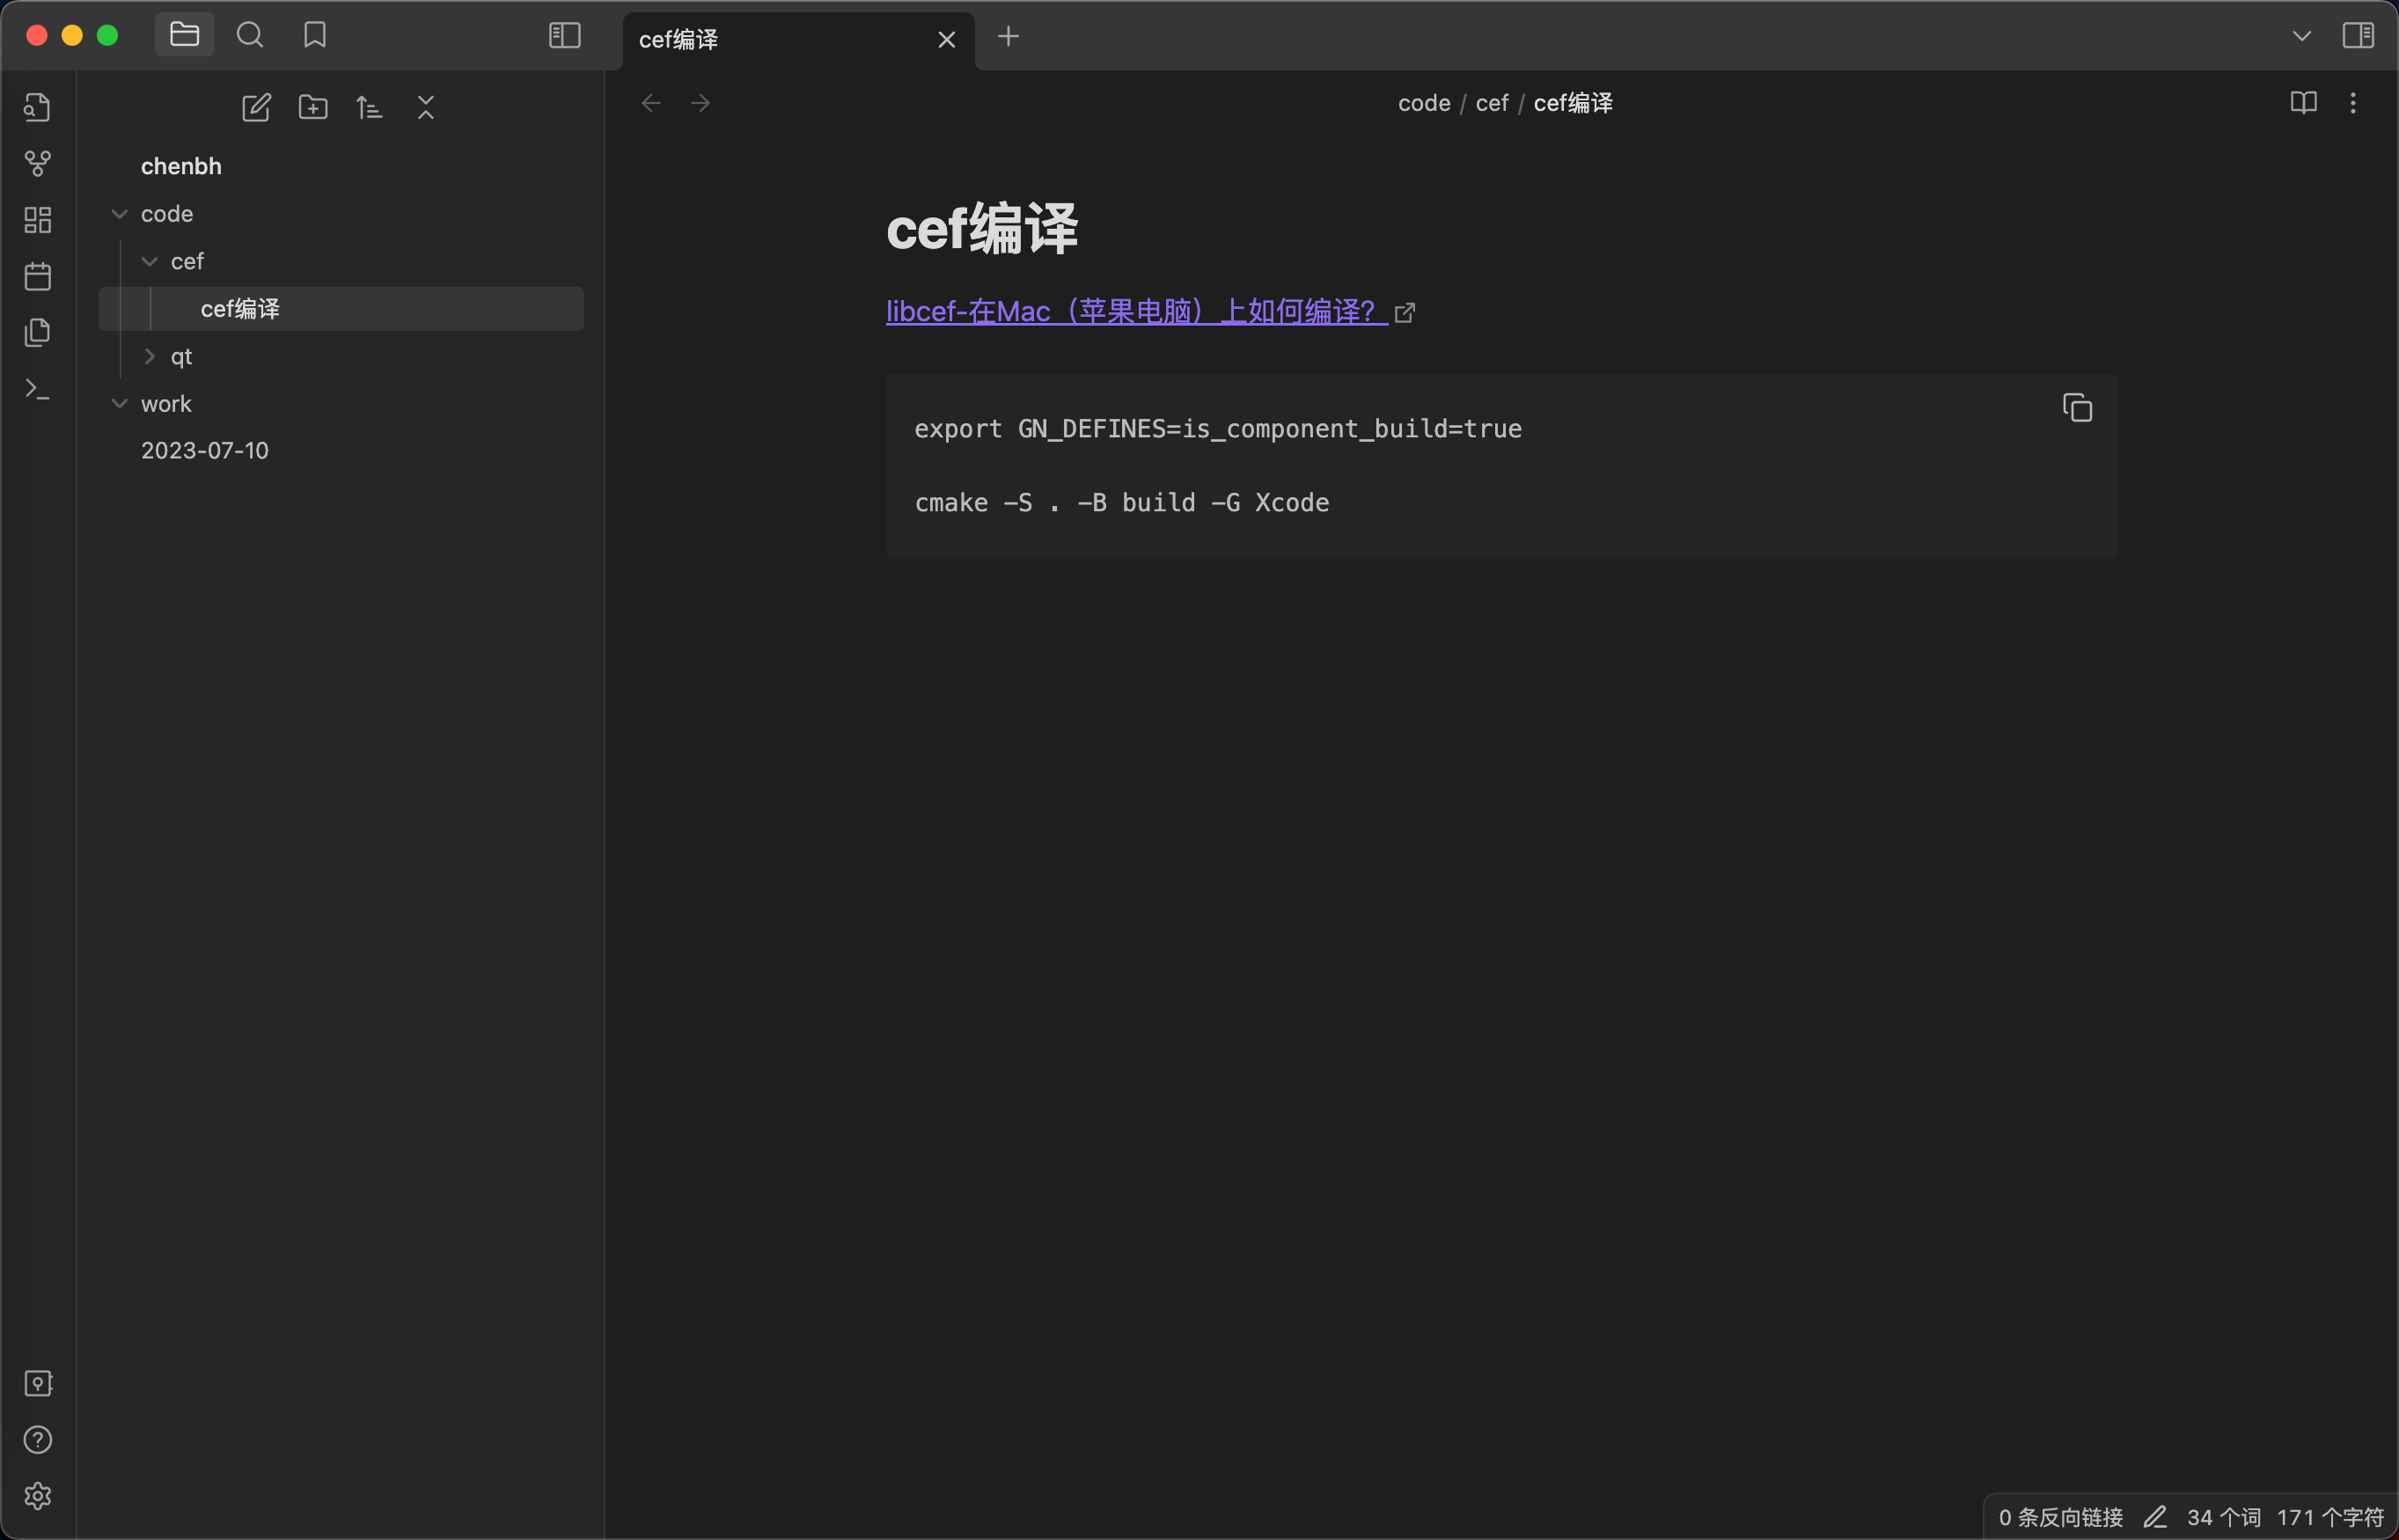 cef编译
code / cef / cef编译
chenbh
code
cef
cef编译
qt
work
2023-07-10
cef编译
libcef-在Mac（苹果电脑）上如何编译？
export GN_DEFINES=is_component_build=true
cmake -S . -B build -G Xcode
0 条反向链接 34 个词 171 个字符